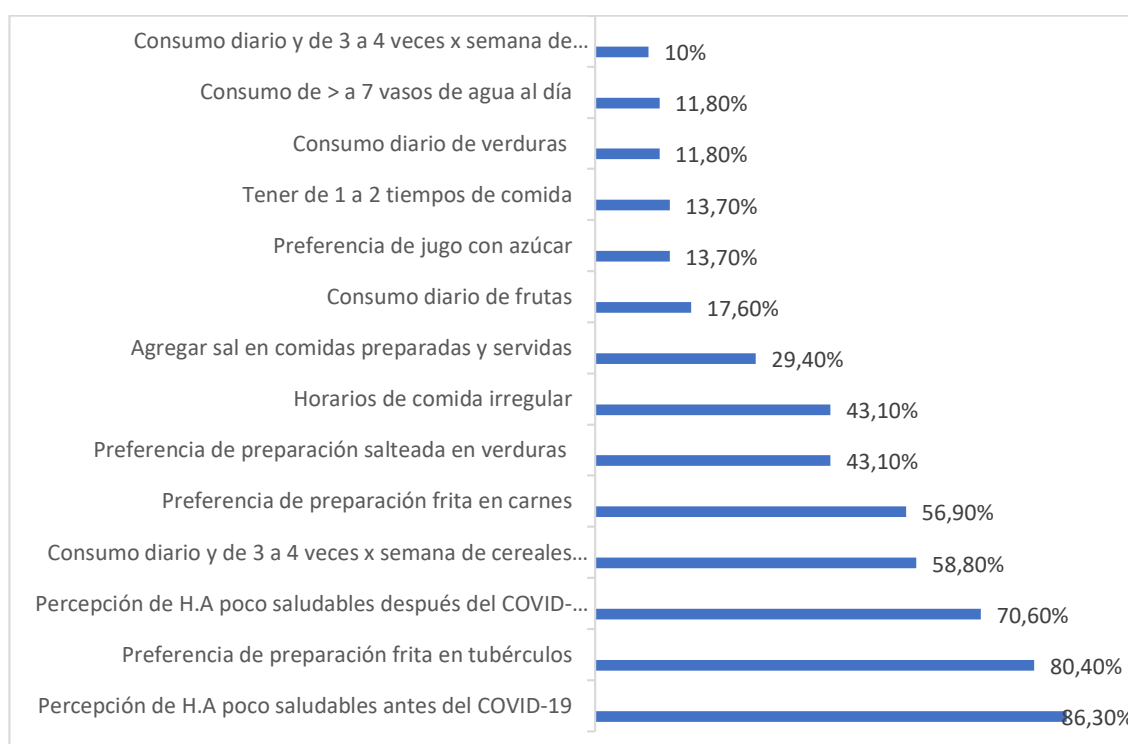 Consumo diario y de 3 a 4 veces x semana de... 10%
Consumo de > a 7 vasos de agua al día 11,80%
Consumo diario de verduras 11,80%
Tener de 1 a 2 tiempos de comida 13,70%
Preferencia de jugo con azúcar 13,70%
Consumo diario de frutas 17,60%
Agregar sal en comidas preparadas y servidas 29,40%
Horarios de comida irregular 43,10%
Preferencia de preparación salteada en verduras 43,10%
Preferencia de preparación frita en carnes 56,90%
Consumo diario y de 3 a 4 veces x semana de cereales... 58,80%
Percepción de H.A poco saludables después del COVID-... 70,60%
Preferencia de preparación frita en tubérculos 80,40%
Percepción de H.A poco saludables antes del COVID-19 86,30%